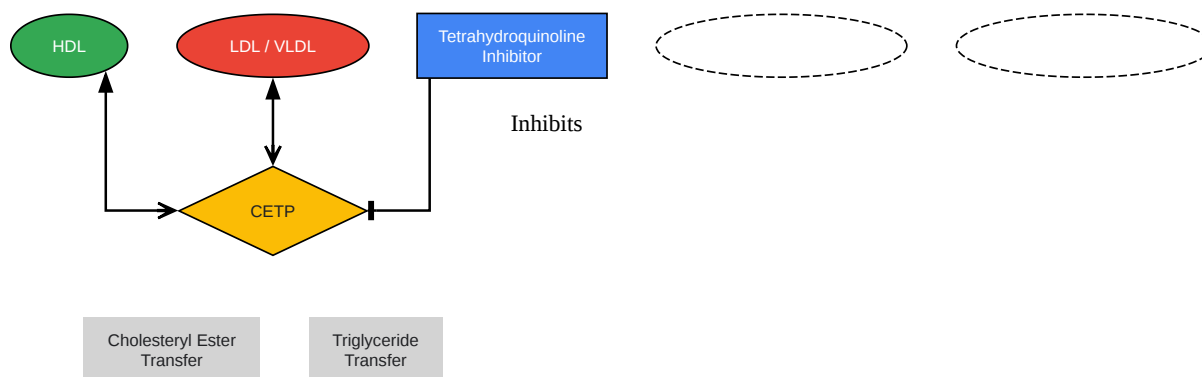 HDL
LDL / VLDL
Tetrahydroquinoline
Inhibitor
Inhibits
CETP
Cholesteryl Ester
Transfer
Triglyceride
Transfer